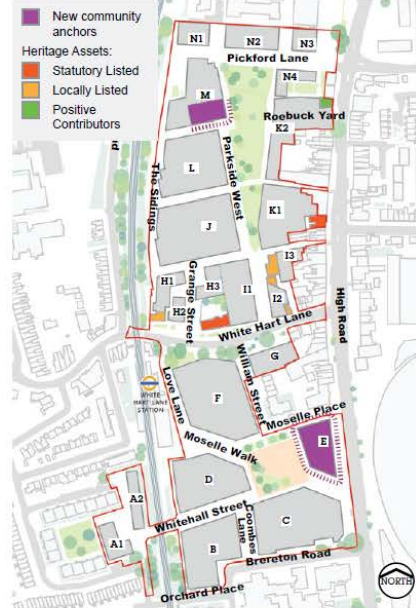 New community
anchors
Heritage Assets:
Statutory Listed
Locally Listed
Positive
Contributors
N1
N2
N3
Pickford Lane
N4
M
Roebuck Yard
K2
The Sidings
Parkside West
L
K1
J
I3
Grange Street
H1
H3
I1
I2
H2
High Road
White Hart Lane
G
William Street
Love Lane
WHITE
HART LANE
STATION
F
Moselle Place
Moselle Walk
E
D
A2
Whitehall Street
Coombes
Lane
C
A1
B
Brereton Road
Orchard Place
NORTH